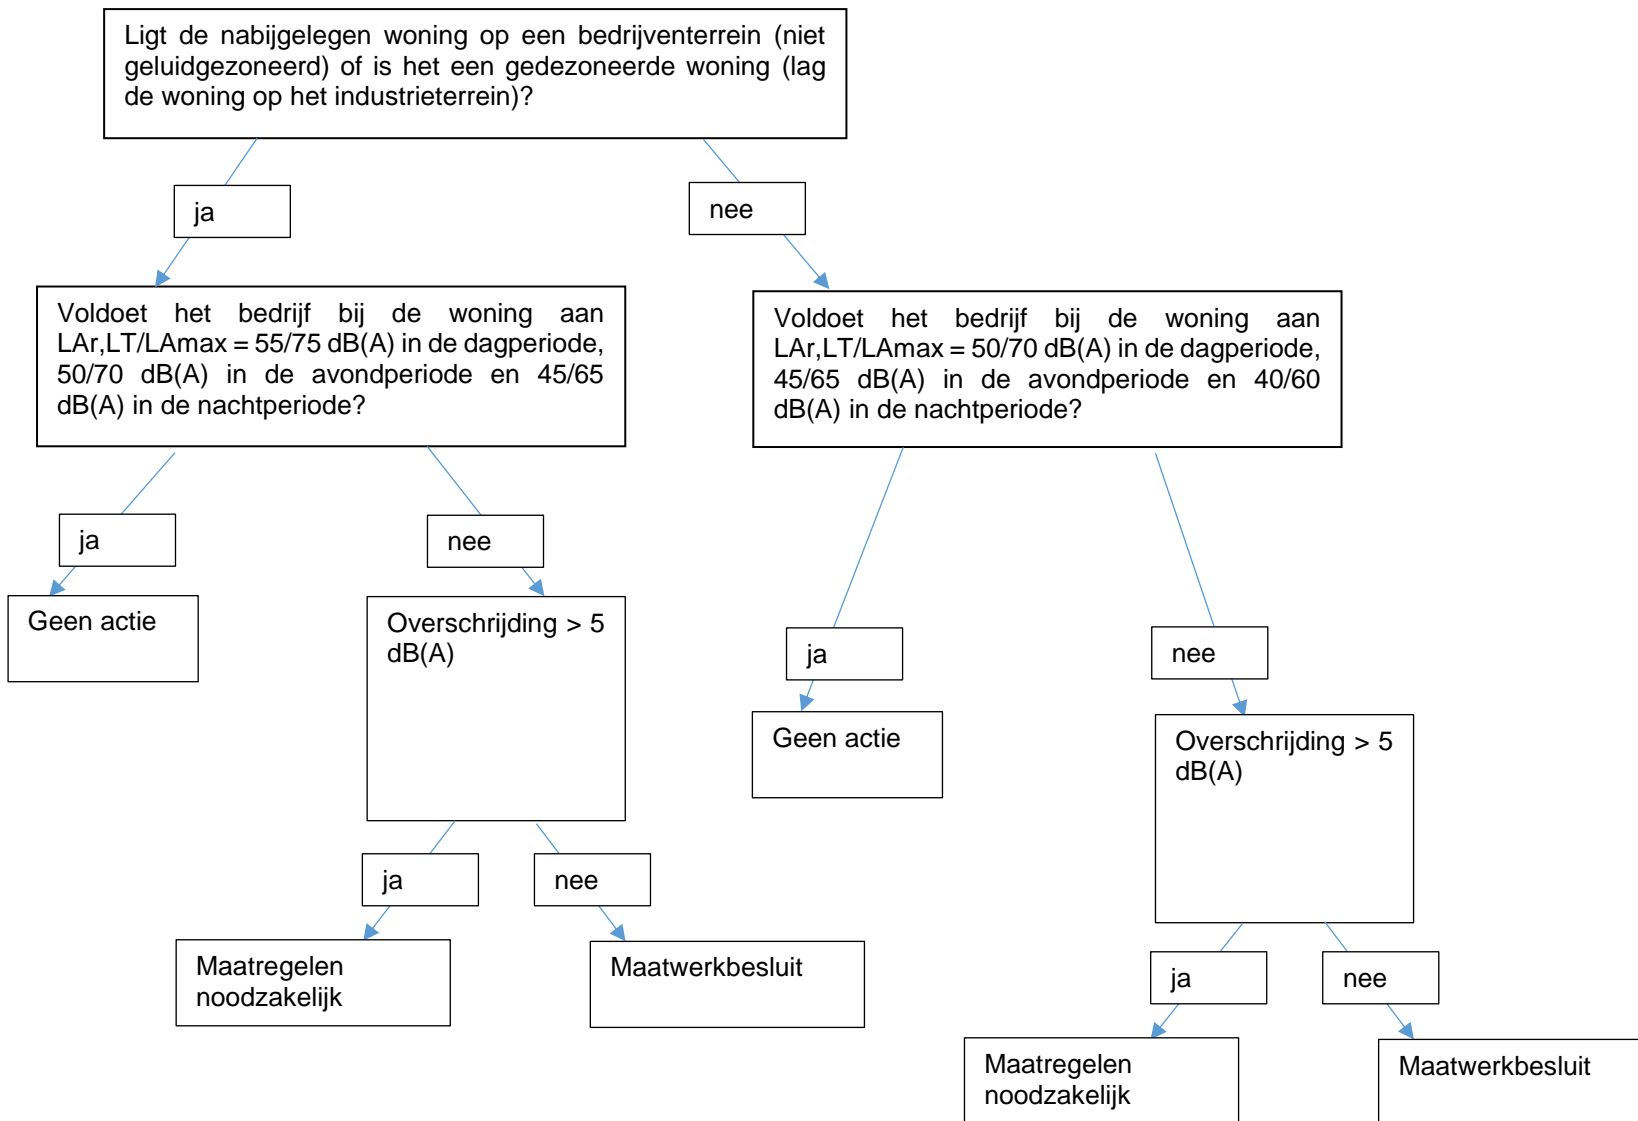 Ligt de nabijgelegen woning op een bedrijventerrein (niet
geluidgezoneerd) of is het een gedezoneerde woning (lag
de woning op het industrieterrein)?
ja
nee
Voldoet het bedrijf bij de woning aan
LAr,LT/LAmax = 55/75 dB(A) in de dagperiode,
50/70 dB(A) in de avondperiode en 45/65
dB(A) in de nachtperiode?
Voldoet het bedrijf bij de woning aan
LAr,LT/LAmax = 50/70 dB(A) in de dagperiode,
45/65 dB(A) in de avondperiode en 40/60
dB(A) in de nachtperiode?
ja
nee
Geen actie
Overschrijding > 5
dB(A)
ja
nee
Geen actie
Overschrijding > 5
dB(A)
ja
nee
Maatregelen
noodzakelijk
Maatwerkbesluit
ja
nee
Maatregelen
noodzakelijk
Maatwerkbesluit